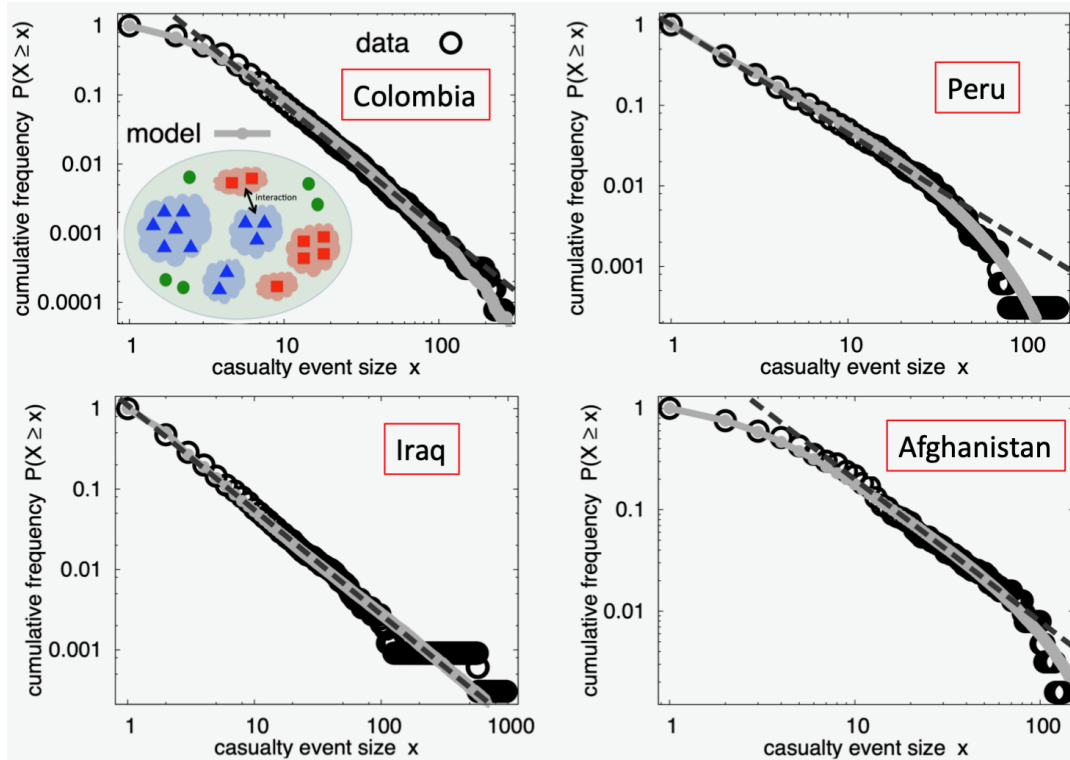 cumulative frequency P(X ≥ x)
1
0.1
0.01
0.001
0.0001
data
Colombia
model
interaction
1
10
100
casualty event size x
cumulative frequency P(X ≥ x)
1
0.1
0.01
0.001
Peru
1
10
100
casualty event size x
cumulative frequency P(X ≥ x)
1
0.1
0.01
0.001
Iraq
1
10
100
1000
casualty event size x
cumulative frequency P(X ≥ x)
1
0.1
0.01
Afghanistan
1
10
100
casualty event size x